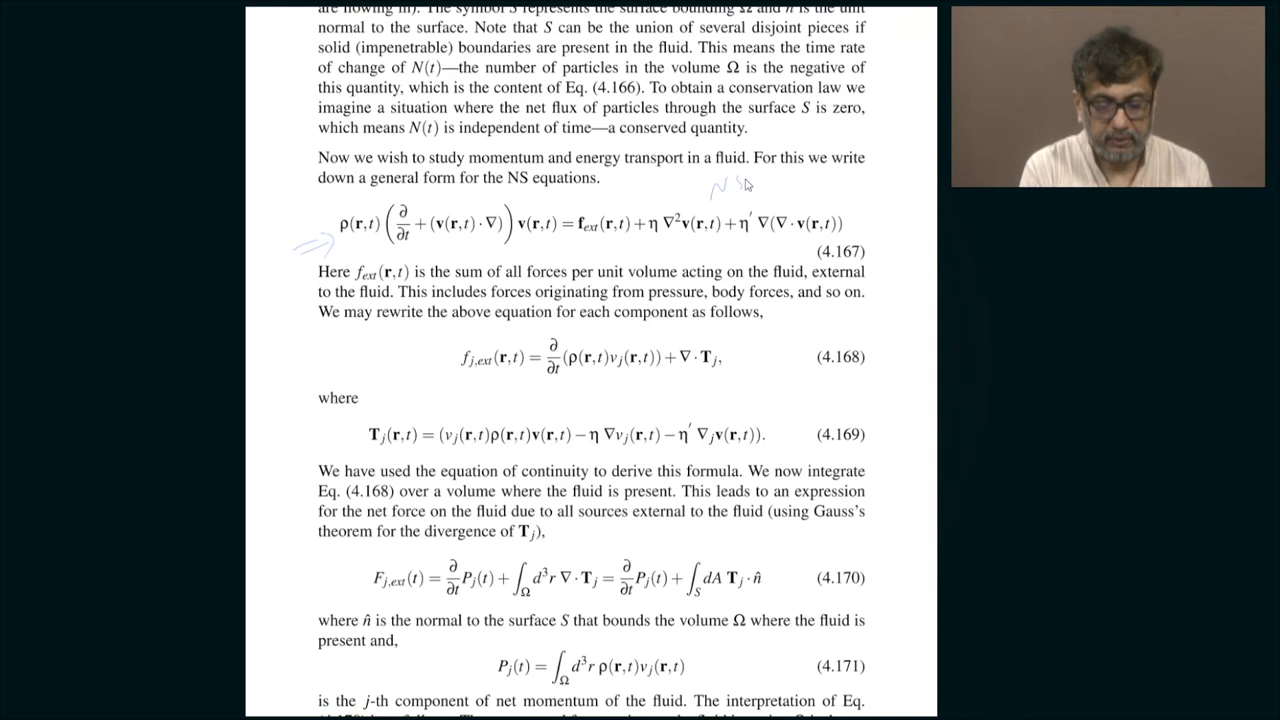 are flowing in). The symbol S represents the surface bounding Ω and n̂ is the unit
normal to the surface. Note that S can be the union of several disjoint pieces if
solid (impenetrable) boundaries are present in the fluid. This means the time rate
of change of N(t)—the number of particles in the volume Ω is the negative of
this quantity, which is the content of Eq. (4.166). To obtain a conservation law we
imagine a situation where the net flux of particles through the surface S is zero,
which means N(t) is independent of time—a conserved quantity.
Now we wish to study momentum and energy transport in a fluid. For this we write
down a general form for the NS equations.
NS
ρ(r,t) (∂/∂t + (v(r,t) · ∇)) v(r,t) = f_ext(r,t) + η ∇²v(r,t) + η′ ∇(∇ · v(r,t))
(4.167)
Here f_ext(r,t) is the sum of all forces per unit volume acting on the fluid, external
to the fluid. This includes forces originating from pressure, body forces, and so on.
We may rewrite the above equation for each component as follows,
f_{j,ext}(r,t) = ∂/∂t (ρ(r,t)v_j(r,t)) + ∇ · T_j, (4.168)
where
T_j(r,t) = (v_j(r,t)ρ(r,t)v(r,t) − η ∇v_j(r,t) − η′ ∇_j v(r,t)). (4.169)
We have used the equation of continuity to derive this formula. We now integrate
Eq. (4.168) over a volume where the fluid is present. This leads to an expression
for the net force on the fluid due to all sources external to the fluid (using Gauss's
theorem for the divergence of T_j),
F_{j,ext}(t) = ∂/∂t P_j(t) + ∫_Ω d³r ∇ · T_j = ∂/∂t P_j(t) + ∫_S dA T_j · n̂ (4.170)
where n̂ is the normal to the surface S that bounds the volume Ω where the fluid is
present and,
P_j(t) = ∫_Ω d³r ρ(r,t)v_j(r,t) (4.171)
is the j-th component of net momentum of the fluid. The interpretation of Eq.